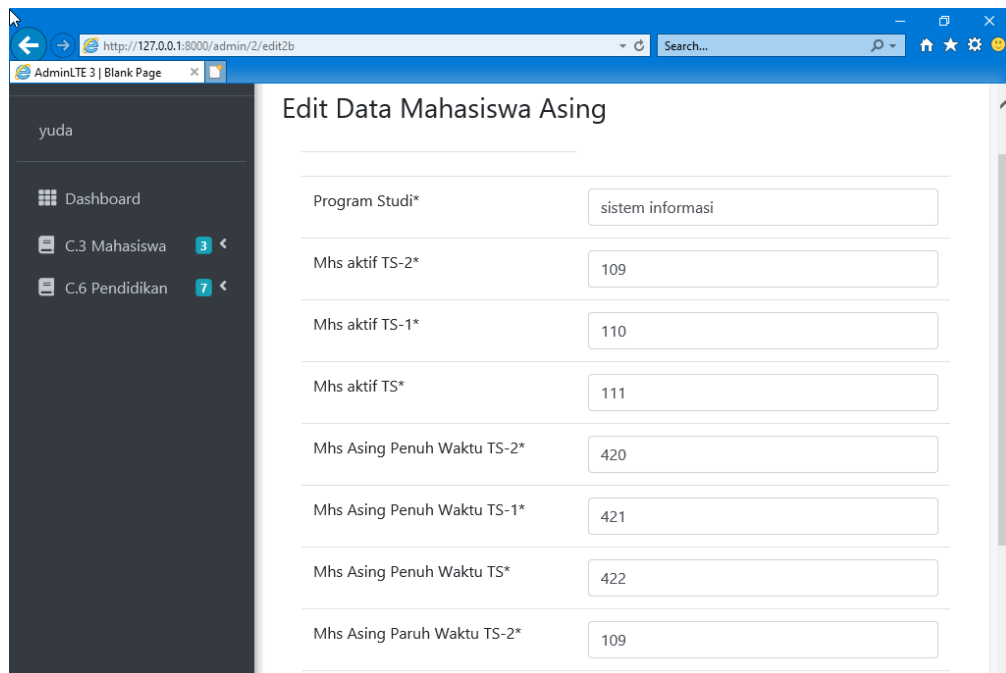 http://127.0.0.1:8000/admin/2/edit2b
Search...
AdminLTE 3 | Blank Page
yuda
Dashboard
C.3 Mahasiswa 3
C.6 Pendidikan 7
Edit Data Mahasiswa Asing
Program Studi* sistem informasi
Mhs aktif TS-2* 109
Mhs aktif TS-1* 110
Mhs aktif TS* 111
Mhs Asing Penuh Waktu TS-2* 420
Mhs Asing Penuh Waktu TS-1* 421
Mhs Asing Penuh Waktu TS* 422
Mhs Asing Paruh Waktu TS-2* 109